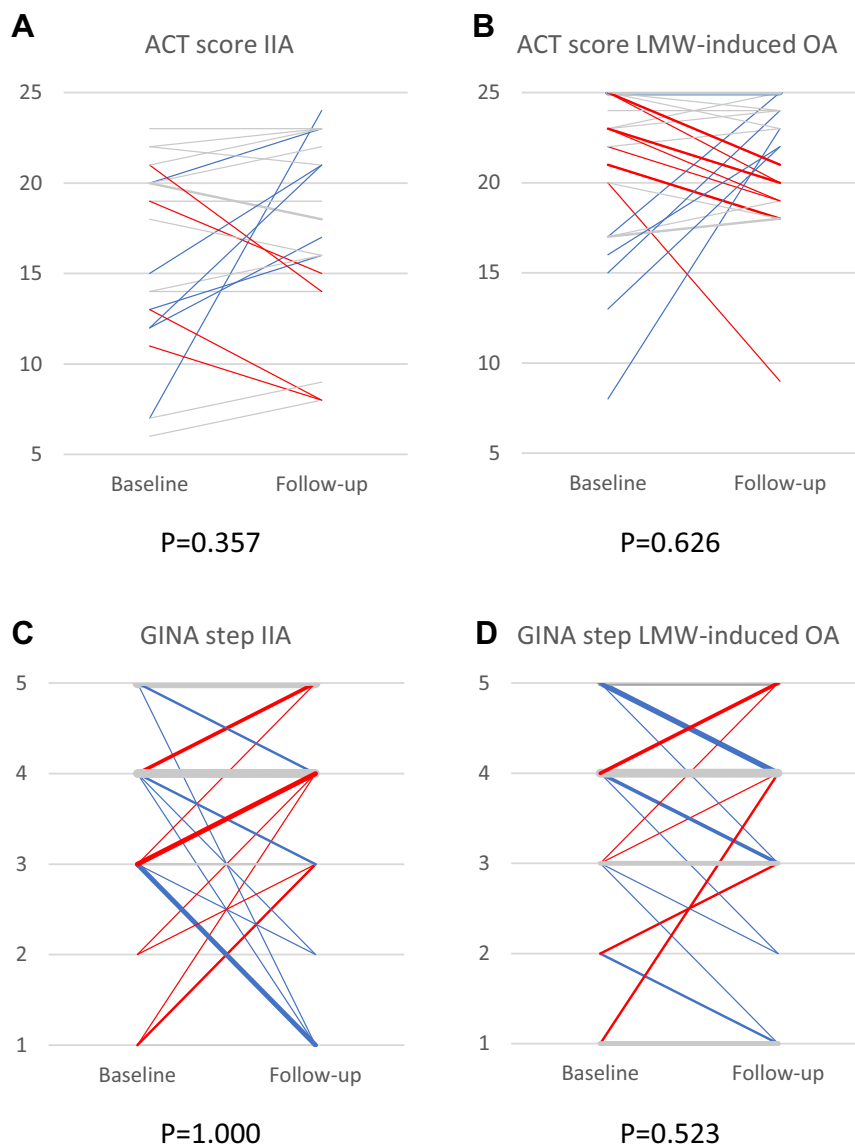 A
ACT score IIA
25
20
15
10
5
Baseline Follow-up
P=0.357
B
ACT score LMW-induced OA
25
20
15
10
5
Baseline Follow-up
P=0.626
C
GINA step IIA
5
4
3
2
1
Baseline Follow-up
P=1.000
D
GINA step LMW-induced OA
5
4
3
2
1
Baseline Follow-up
P=0.523